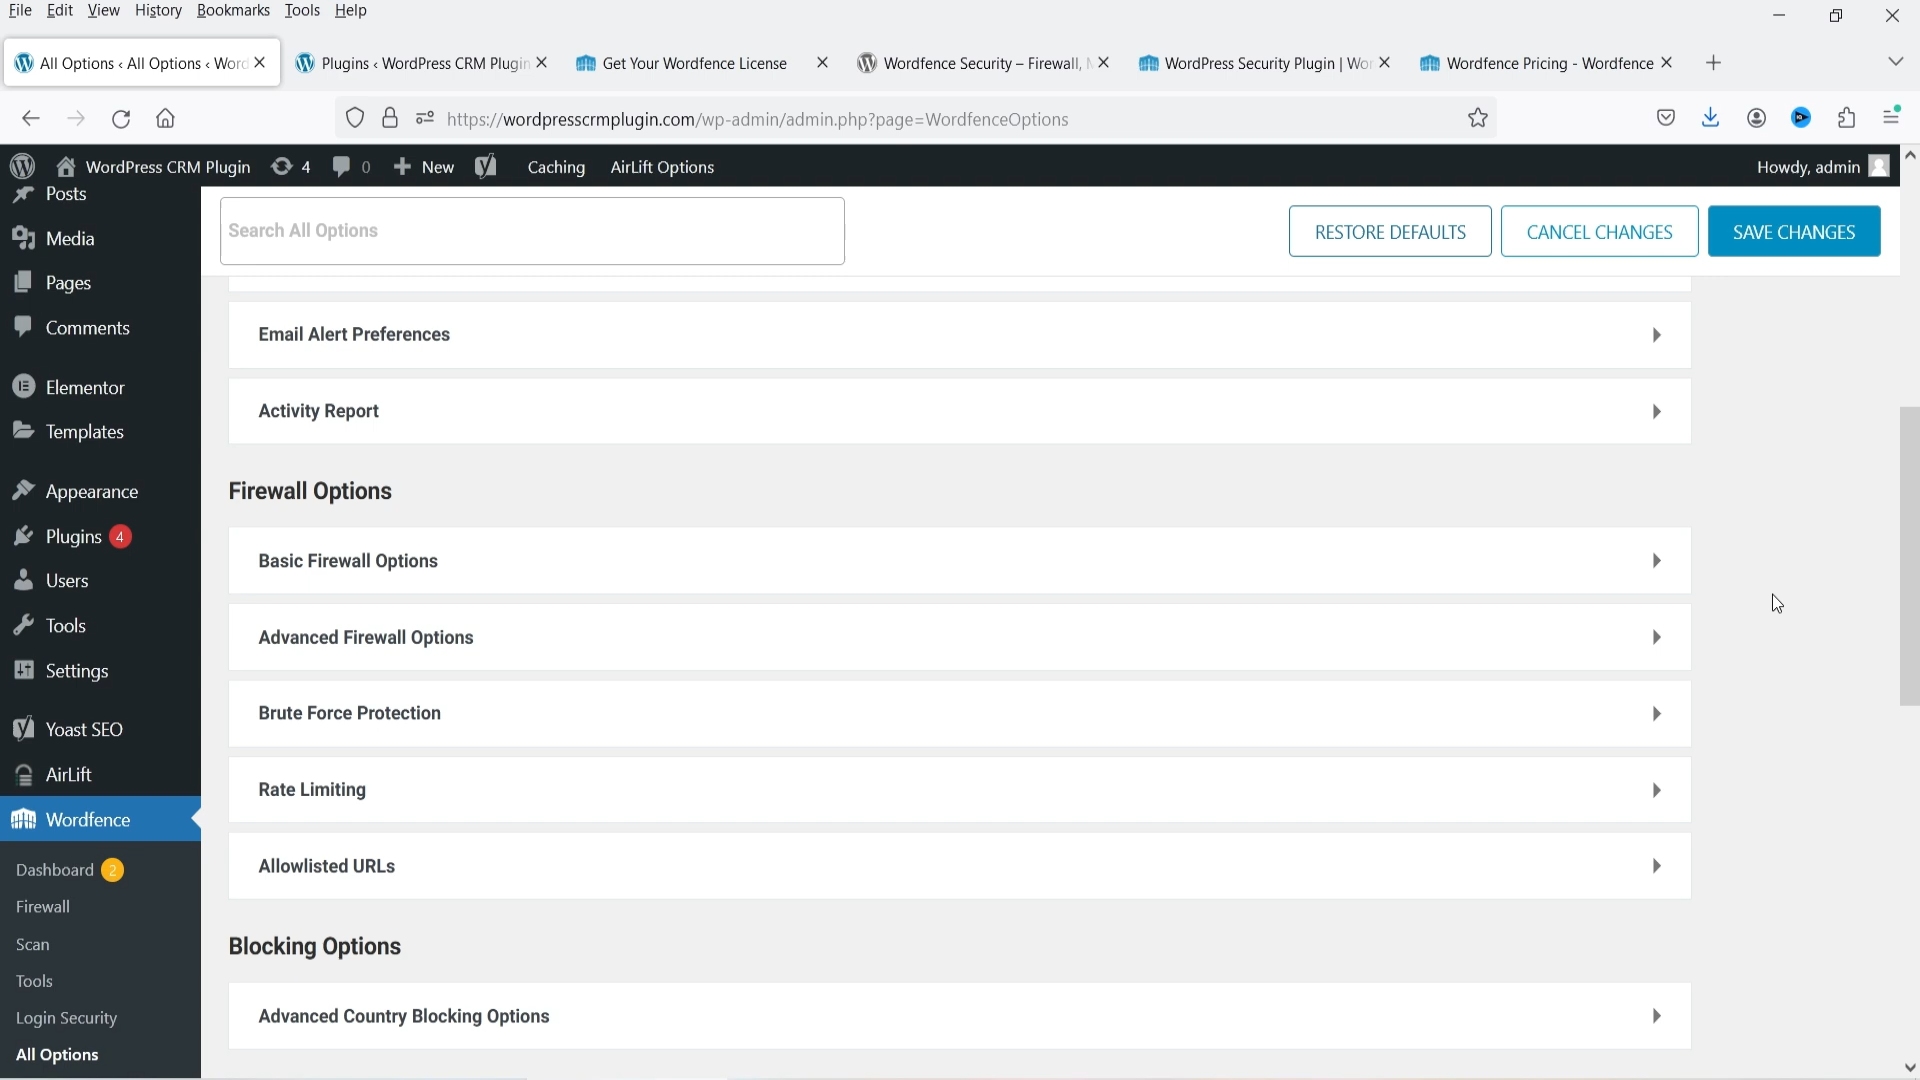 File Edit View History Bookmarks Tools Help
All Options ‹ All Options ‹ Word
Plugins ‹ WordPress CRM Plugin
Get Your Wordfence License
Wordfence Security – Firewall,
WordPress Security Plugin | Wor
Wordfence Pricing - Wordfence
https://wordpresscrmplugin.com/wp-admin/admin.php?page=WordfenceOptions
WordPress CRM Plugin 4 0 New Caching AirLift Options Howdy, admin
Posts
Media
Pages
Comments
Elementor
Templates
Appearance
Plugins 4
Users
Tools
Settings
Yoast SEO
AirLift
Wordfence
Dashboard 2
Firewall
Scan
Tools
Login Security
All Options
Search All Options
RESTORE DEFAULTS
CANCEL CHANGES
SAVE CHANGES
Email Alert Preferences
Activity Report
Firewall Options
Basic Firewall Options
Advanced Firewall Options
Brute Force Protection
Rate Limiting
Allowlisted URLs
Blocking Options
Advanced Country Blocking Options